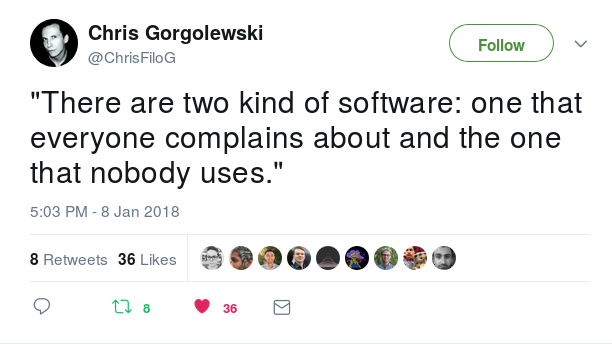 Chris Gorgolewski
@ChrisFiloG
Follow
"There are two kind of software: one that
everyone complains about and the one
that nobody uses."
5:03 PM - 8 Jan 2018
8 Retweets 36 Likes
8 36